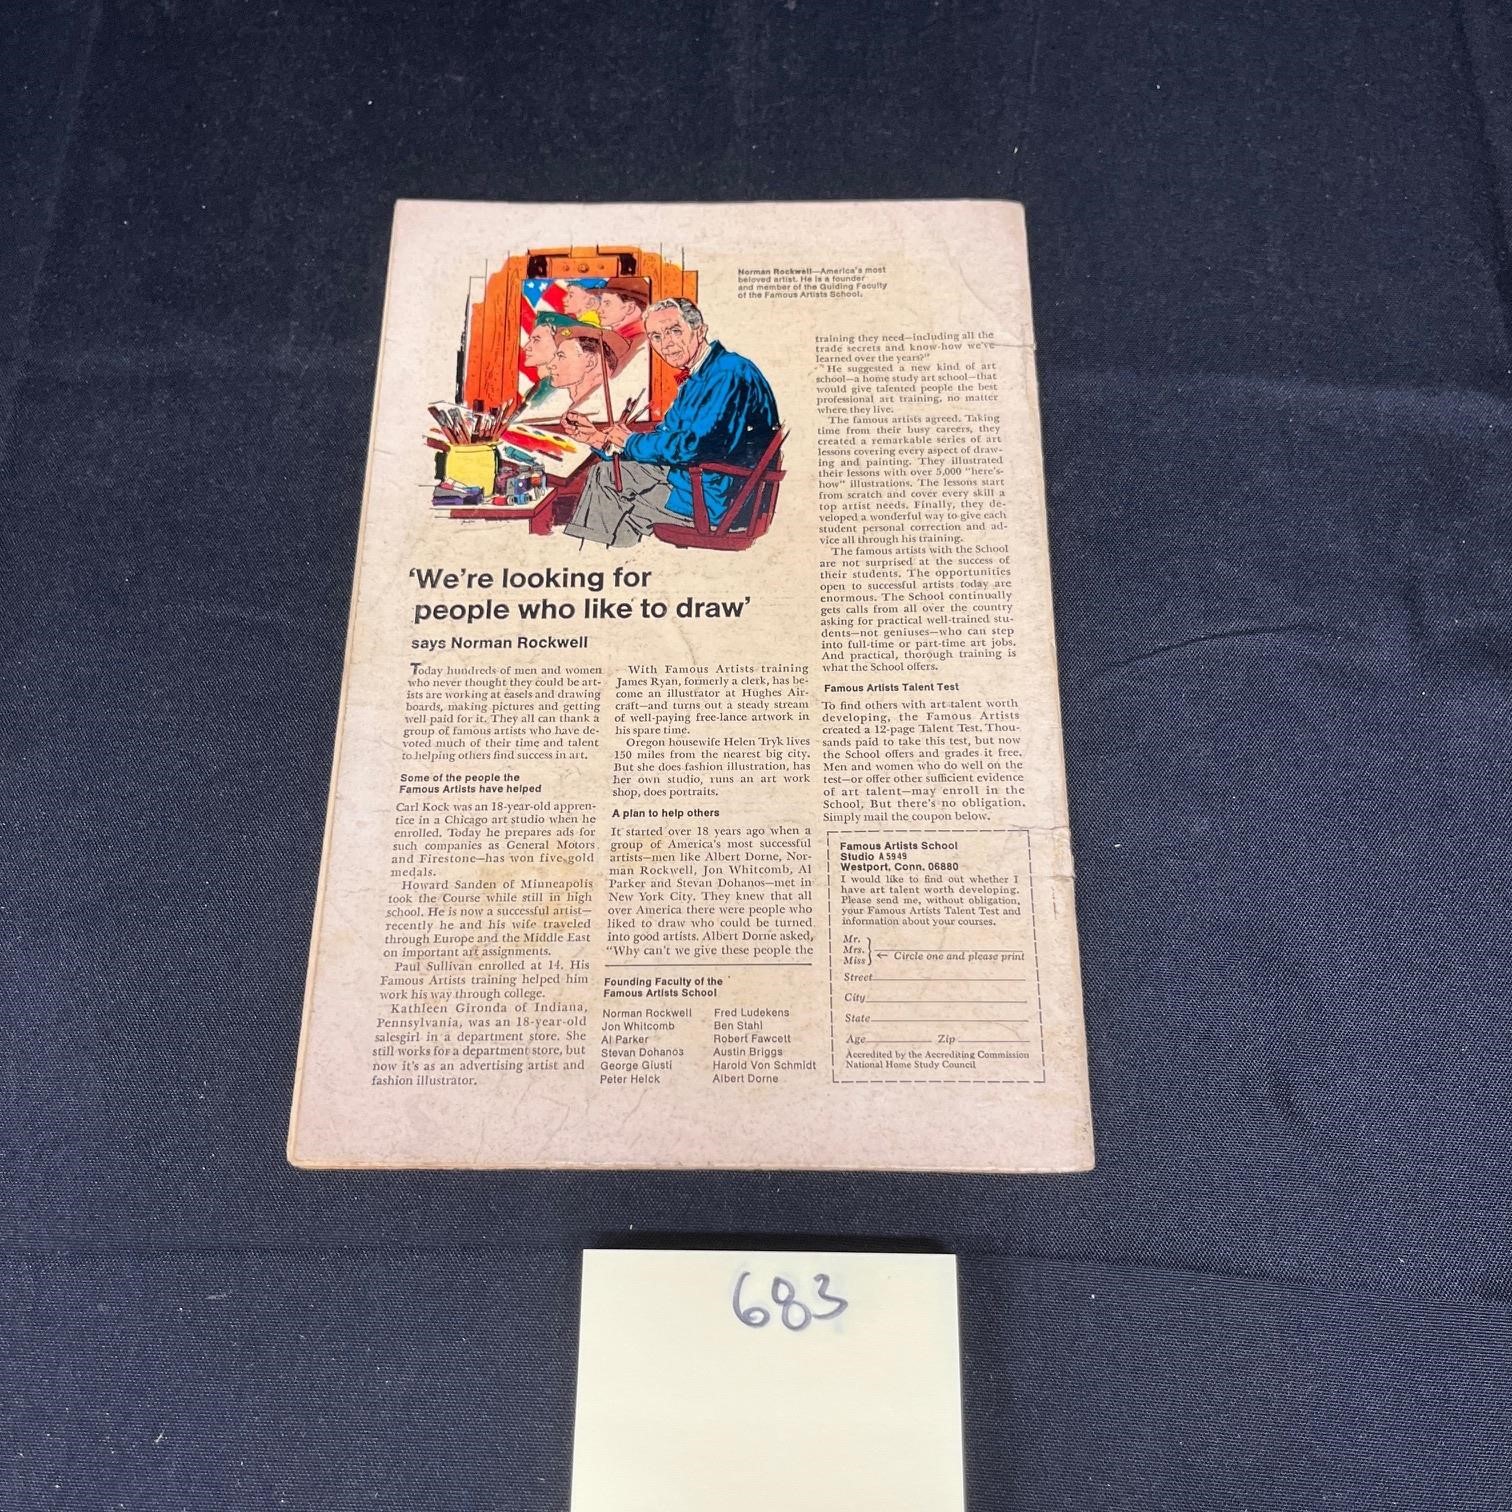 Norman Rockwell—America's most
beloved artist. He is a founder
and member of the Guiding Faculty
of the Famous Artists School.
'We're looking for
people who like to draw'
says Norman Rockwell
Today hundreds of men and women
who never thought they could be art-
ists are working at easels and drawing
boards, making pictures and getting
well paid for it. They all can thank a
group of famous artists who have de-
voted much of their time and talent
to helping others find success in art.
Some of the people the
Famous Artists have helped
Carl Kock was an 18-year-old appren-
tice in a Chicago art studio when he
enrolled. Today he prepares ads for
such companies as General Motors
and Firestone—has won five gold
medals.
Howard Sanden of Minneapolis
took the Course while still in high
school. He is now a successful artist—
recently he and his wife traveled
through Europe and the Middle East
on important art assignments.
Paul Sullivan enrolled at 14. His
Famous Artists training helped him
work his way through college.
Kathleen Gironda of Indiana,
Pennsylvania, was an 18-year-old
salesgirl in a department store. She
still works for a department store, but
now it's as an advertising artist and
fashion illustrator.
With Famous Artists training
James Ryan, formerly a clerk, has be-
come an illustrator at Hughes Air-
craft—and turns out a steady stream
of well-paying free-lance artwork in
his spare time.
Oregon housewife Helen Tryk lives
150 miles from the nearest big city.
But she does fashion illustration, has
her own studio, runs an art work
shop, does portraits.
A plan to help others
It started over 18 years ago when a
group of America's most successful
artists—men like Albert Dorne, Nor-
man Rockwell, Jon Whitcomb, Al
Parker and Stevan Dohanos—met in
New York City. They knew that all
over America there were people who
liked to draw who could be turned
into good artists. Albert Dorne asked,
"Why can't we give these people the
training they need—including all the
trade secrets and know-how we've
learned over the years?"
He suggested a new kind of art
school—a home study art school—that
would give talented people the best
professional art training, no matter
where they live.
The famous artists agreed. Taking
time from their busy careers, they
created a remarkable series of art
lessons covering every aspect of draw-
ing and painting. They illustrated
their lessons with over 5,000 "here's-
how" illustrations. The lessons start
from scratch and cover every skill a
top artist needs. Finally, they de-
veloped a wonderful way to give each
student personal correction and ad-
vice all through his training.
The famous artists with the School
are not surprised at the success of
their students. The opportunities
open to successful artists today are
enormous. The School continually
gets calls from all over the country
asking for practical well-trained stu-
dents—not geniuses—who can step
into full-time or part-time art jobs.
And practical, thorough training is
what the School offers.
Famous Artists Talent Test
To find others with art talent worth
developing, the Famous Artists
created a 12-page Talent Test. Thou-
sands paid to take this test, but now
the School offers and grades it free.
Men and women who do well on the
test—or offer other sufficient evidence
of art talent—may enroll in the
School. But there's no obligation.
Simply mail the coupon below.
Founding Faculty of the
Famous Artists School
Norman Rockwell
Jon Whitcomb
Al Parker
Stevan Dohanos
George Giusti
Peter Helck
Fred Ludekens
Ben Stahl
Robert Fawcett
Austin Briggs
Harold Von Schmidt
Albert Dorne
Famous Artists School
Studio A5949
Westport, Conn. 06880
I would like to find out whether I
have art talent worth developing.
Please send me, without obligation,
your Famous Artists Talent Test and
information about your courses.
Mr.
Mrs.
Miss
← Circle one and please print
Street
City
State
Age Zip
Accredited by the Accrediting Commission
National Home Study Council
683